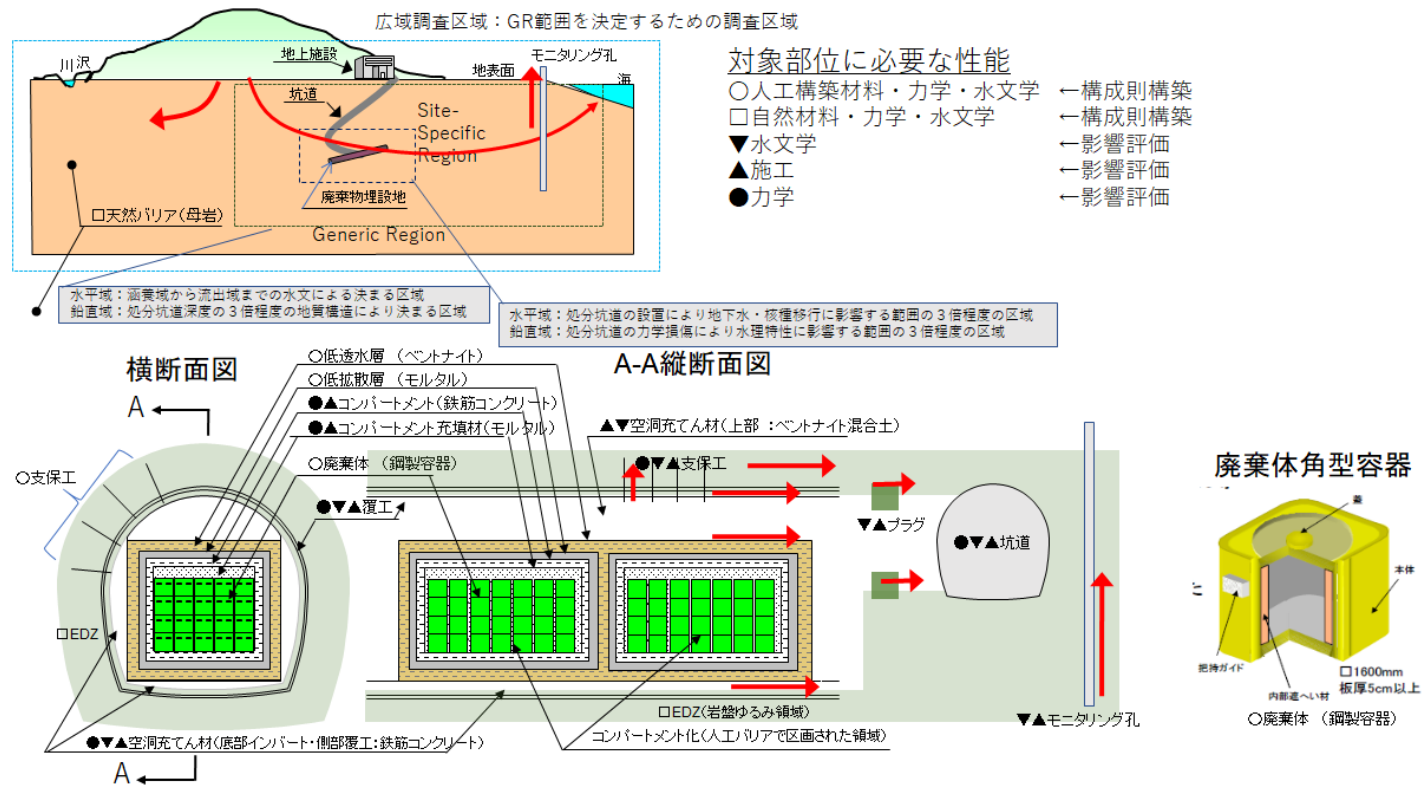 広域調査区域：GR範囲を決定するための調査区域
川
沢
地上施設
地表面
モニタリング孔
海
坑道
Site-
Specific
Region
廃棄物埋設地
□天然バリア(母岩)
Generic Region
対象部位に必要な性能
○人工構築材料・力学・水文学 ←構成則構築
□自然材料・力学・水文学 ←構成則構築
▼水文学 ←影響評価
▲施工 ←影響評価
●力学 ←影響評価
水平域：涵養域から流出域までの水文による決まる区域
鉛直域：処分坑道深度の３倍程度の地質構造により決まる区域
水平域：処分坑道の設置により地下水・核種移行に影響する範囲の３倍程度の区域
鉛直域：処分坑道の力学損傷により水理特性に影響する範囲の３倍程度の区域
横断面図
A-A縦断面図
A
○低透水層 （ベントナイト）
○低拡散層 （モルタル）
●▲コンパートメント(鉄筋コンクリート)
●▲コンパートメント充填材(モルタル)
○廃棄体 （鋼製容器）
●▼▲覆工
○支保工
□EDZ
●▼▲空洞充てん材(底部インバート・側部覆工:鉄筋コンクリート)
A
▲▼空洞充てん材(上部 ：ベントナイト混合土)
●▼▲支保工
▼▲プラグ
●▼▲坑道
□EDZ(岩盤ゆるみ領域)
コンパートメント化(人工バリアで区画された領域)
▼▲モニタリング孔
廃棄体角型容器
蓋
本体
把持ガイド
内部遮へい材
□1600mm
板厚5cm以上
○廃棄体 （鋼製容器）